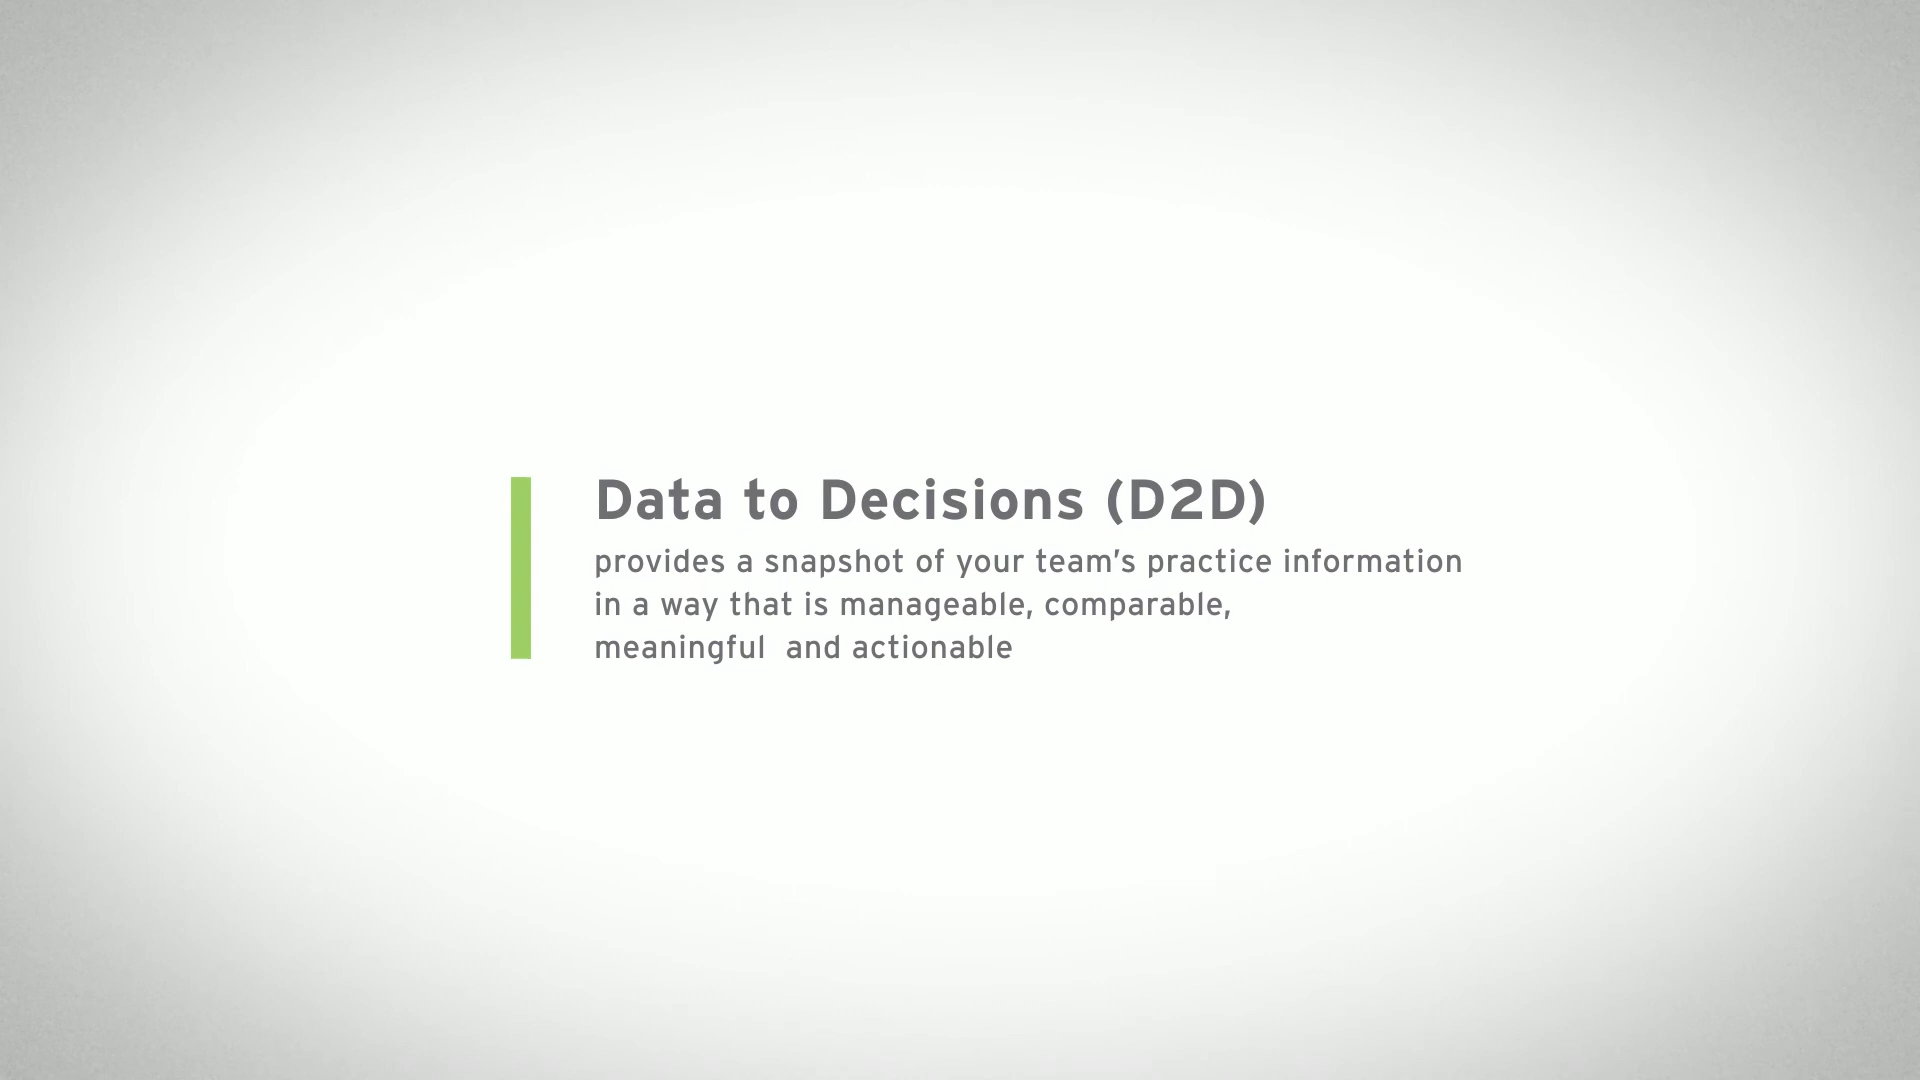 Data to Decisions (D2D)
provides a snapshot of your team’s practice information
in a way that is manageable, comparable,
meaningful  and actionable